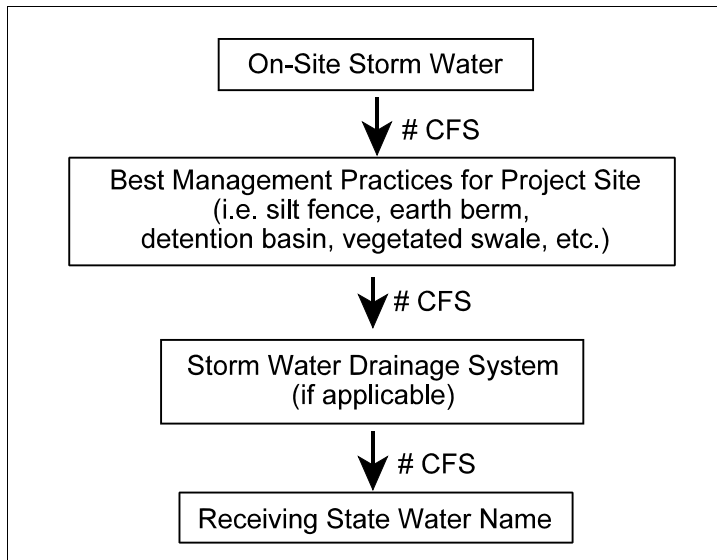 On-Site Storm Water
# CFS
Best Management Practices for Project Site
(i.e. silt fence, earth berm,
detention basin, vegetated swale, etc.)
# CFS
Storm Water Drainage System
(if applicable)
# CFS
Receiving State Water Name